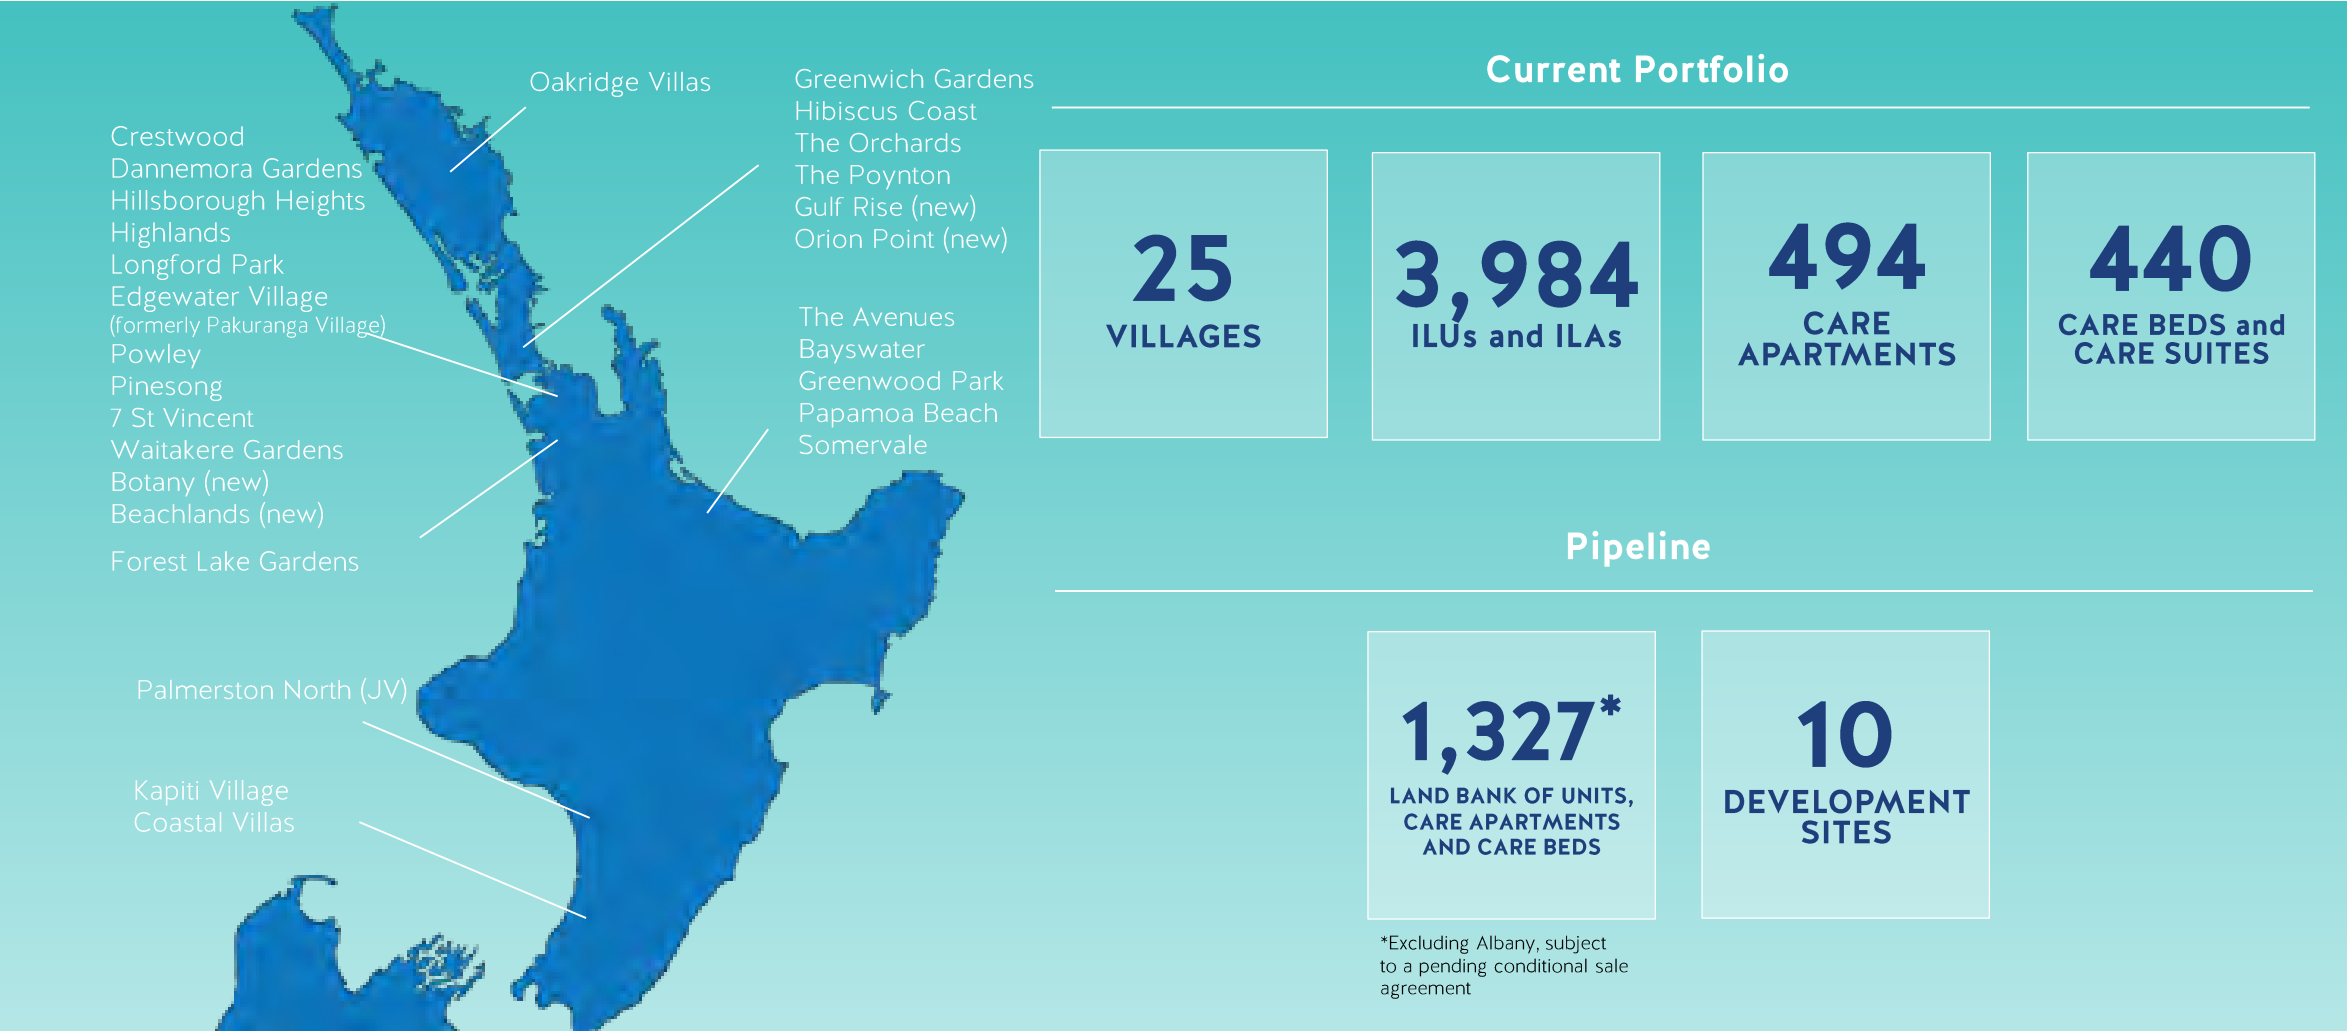 Oakridge Villas
Greenwich Gardens
Hibiscus Coast
The Orchards
The Poynton
Gulf Rise (new)
Orion Point (new)
Crestwood
Dannemora Gardens
Hillsborough Heights
Highlands
Longford Park
Edgewater Village
(formerly Pakuranga Village)
Powley
Pinesong
7 St Vincent
Waitakere Gardens
Botany (new)
Beachlands (new)
Forest Lake Gardens
The Avenues
Bayswater
Greenwood Park
Papamoa Beach
Somervale
Palmerston North (JV)
Kapiti Village
Coastal Villas
Current Portfolio
25
VILLAGES
3,984
ILUs and ILAs
494
CARE
APARTMENTS
440
CARE BEDS and
CARE SUITES
Pipeline
1,327*
LAND BANK OF UNITS,
CARE APARTMENTS
AND CARE BEDS
10
DEVELOPMENT
SITES
*Excluding Albany, subject
to a pending conditional sale
agreement